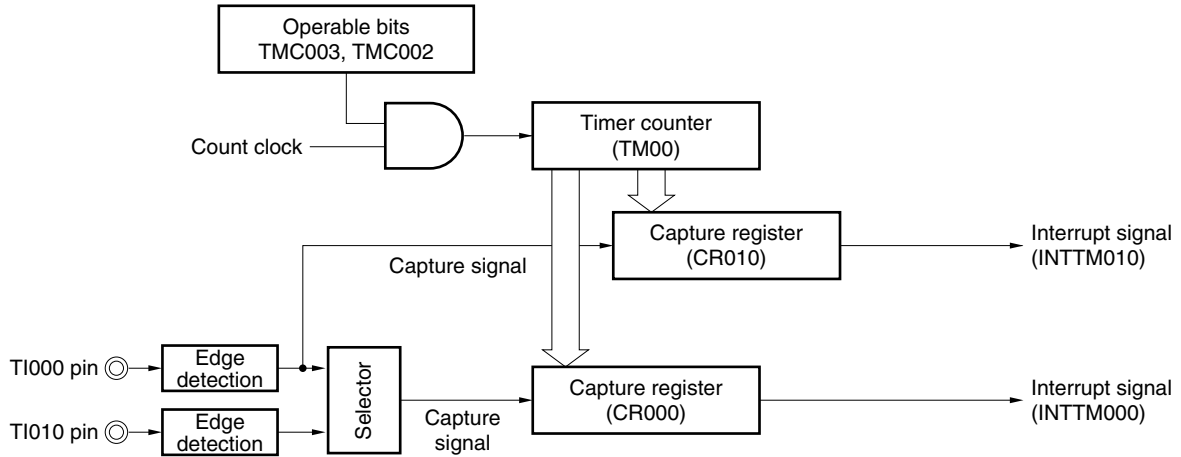 Operable bits
TMC003, TMC002
Count clock
Timer counter
(TM00)
Capture register
(CR010)
Interrupt signal
(INTTM010)
Capture signal
TI000 pin
Edge
detection
Selector
Capture register
(CR000)
Interrupt signal
(INTTM000)
TI010 pin
Edge
detection
Capture
signal